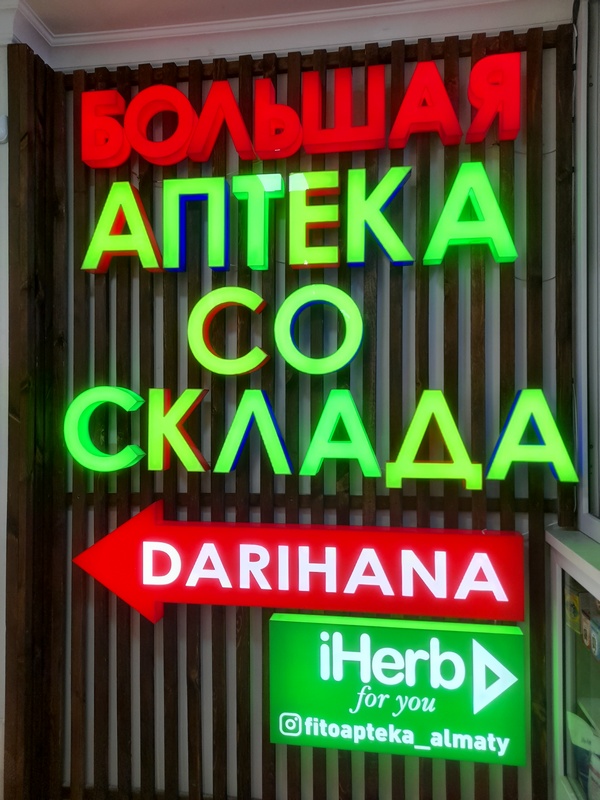 БОЛЬШАЯ
АПТЕКА
СО
СКЛАДА
DARIHANA
iHerb
for you
fitoapteka_almaty